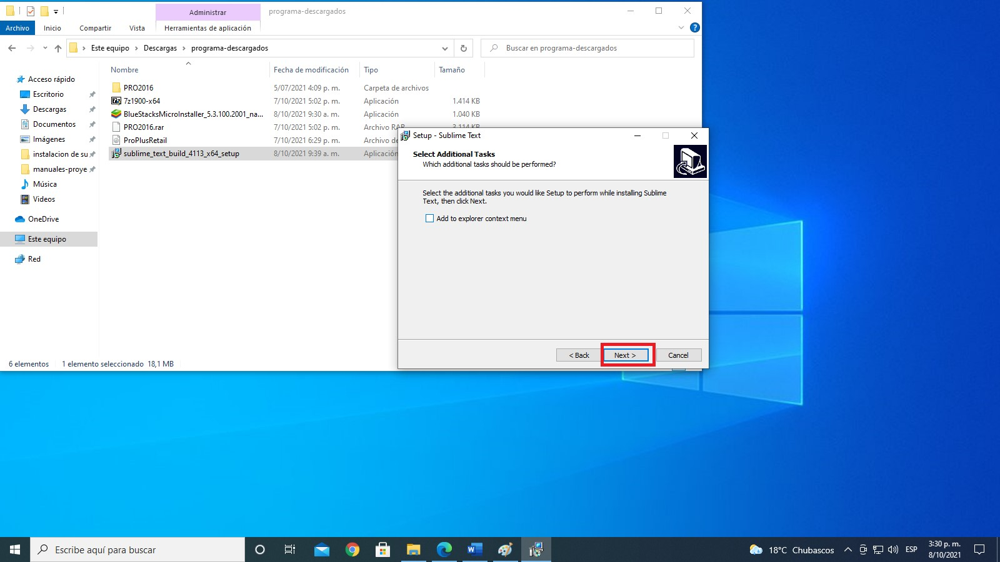 Administrar
programa-descargados
Archivo
Inicio
Compartir
Vista
Herramientas de aplicación
Este equipo
Descargas
programa-descargados
Buscar en programa-descargados
Nombre
Fecha de modificación
Tipo
Tamaño
Acceso rápido
Escritorio
Descargas
Documentos
Imágenes
instalacion de su
manuales-proye
Música
Videos
OneDrive
Este equipo
Red
PRO2016 5/07/2021 4:09 p. m. Carpeta de archivos
7z1900-x64 7/10/2021 5:02 p. m. Aplicación 1.414 KB
BlueStacksMicroInstaller_5.3.100.2001_na... 8/10/2021 9:30 a. m. Aplicación 1.040 KB
PRO2016.rar 7/10/2021 5:02 p. m. Archivo RAR 3.114 KB
ProPlusRetail 7/10/2021 6:29 p. m. Archivo de
sublime_text_build_4113_x64_setup 8/10/2021 9:39 a. m. Aplicación
6 elementos
1 elemento seleccionado 18,1 MB
Setup - Sublime Text
Select Additional Tasks
Which additional tasks should be performed?
Select the additional tasks you would like Setup to perform while installing Sublime
Text, then click Next.
Add to explorer context menu
< Back
Next >
Cancel
Escribe aquí para buscar
18°C Chubascos
ESP
3:30 p. m.
8/10/2021